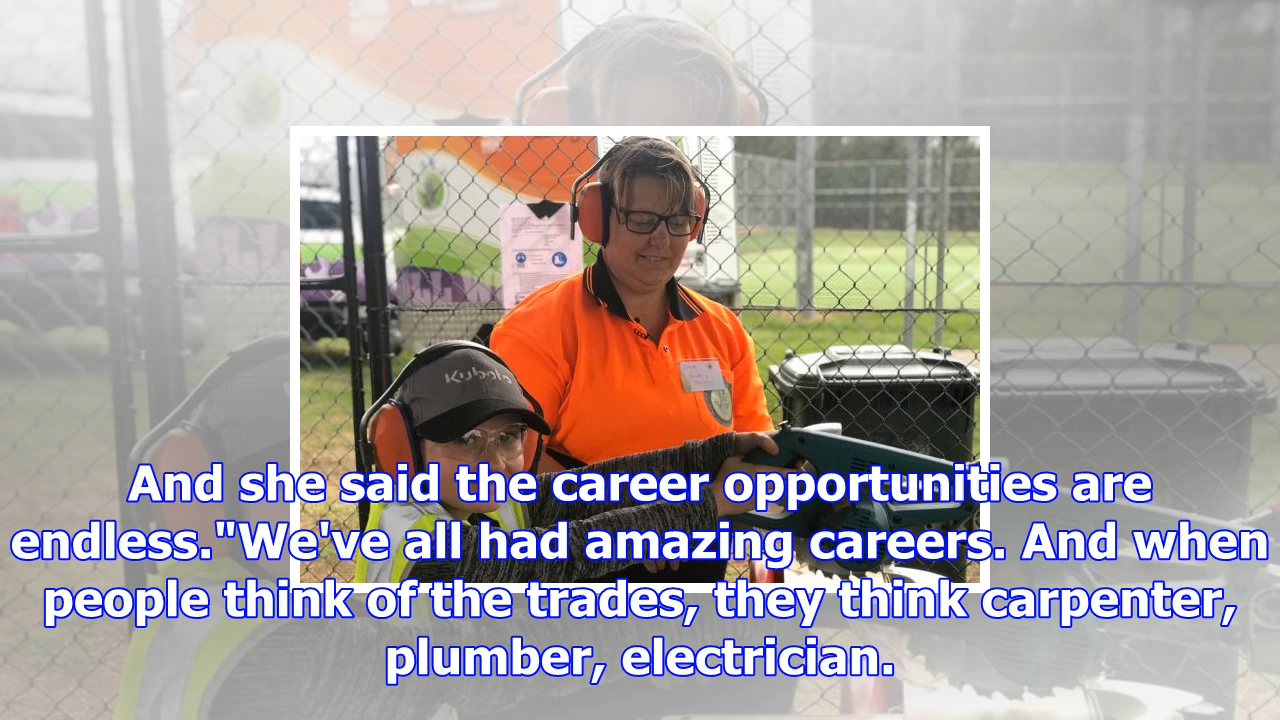 Kubota
And she said the career opportunities are
endless."We've all had amazing careers. And when
people think of the trades, they think carpenter,
plumber, electrician.